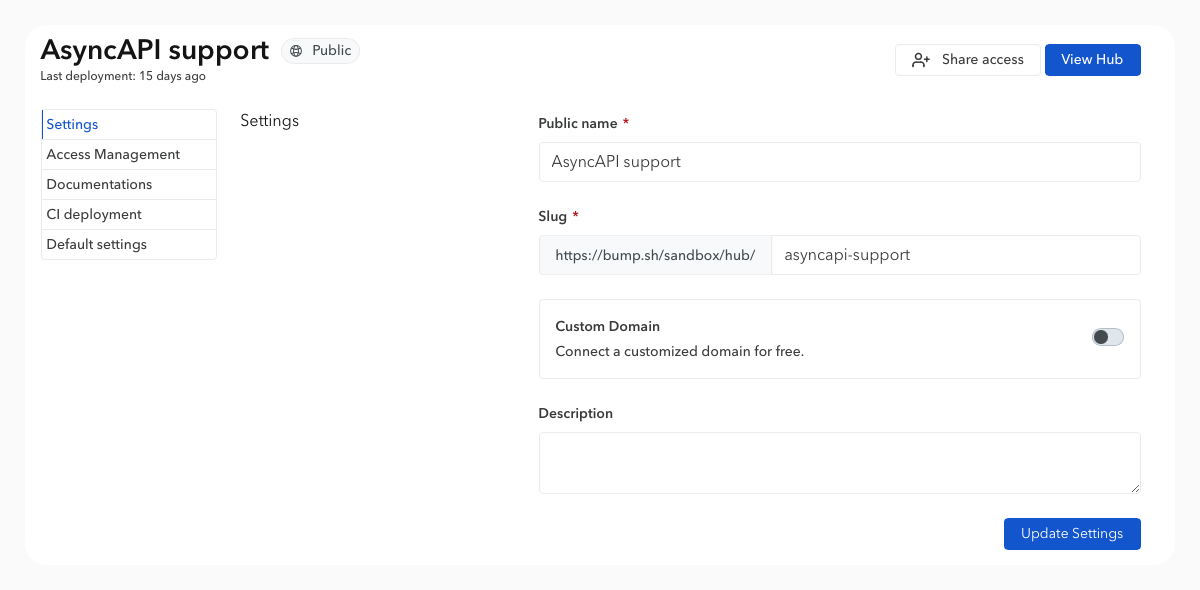 AsyncAPI support
Public
Last deployment: 15 days ago
Share access
View Hub
Settings
Access Management
Documentations
CI deployment
Default settings
Settings
Public name *
AsyncAPI support
Slug *
https://bump.sh/sandbox/hub/
asyncapi-support
Custom Domain
Connect a customized domain for free.
Description
Update Settings